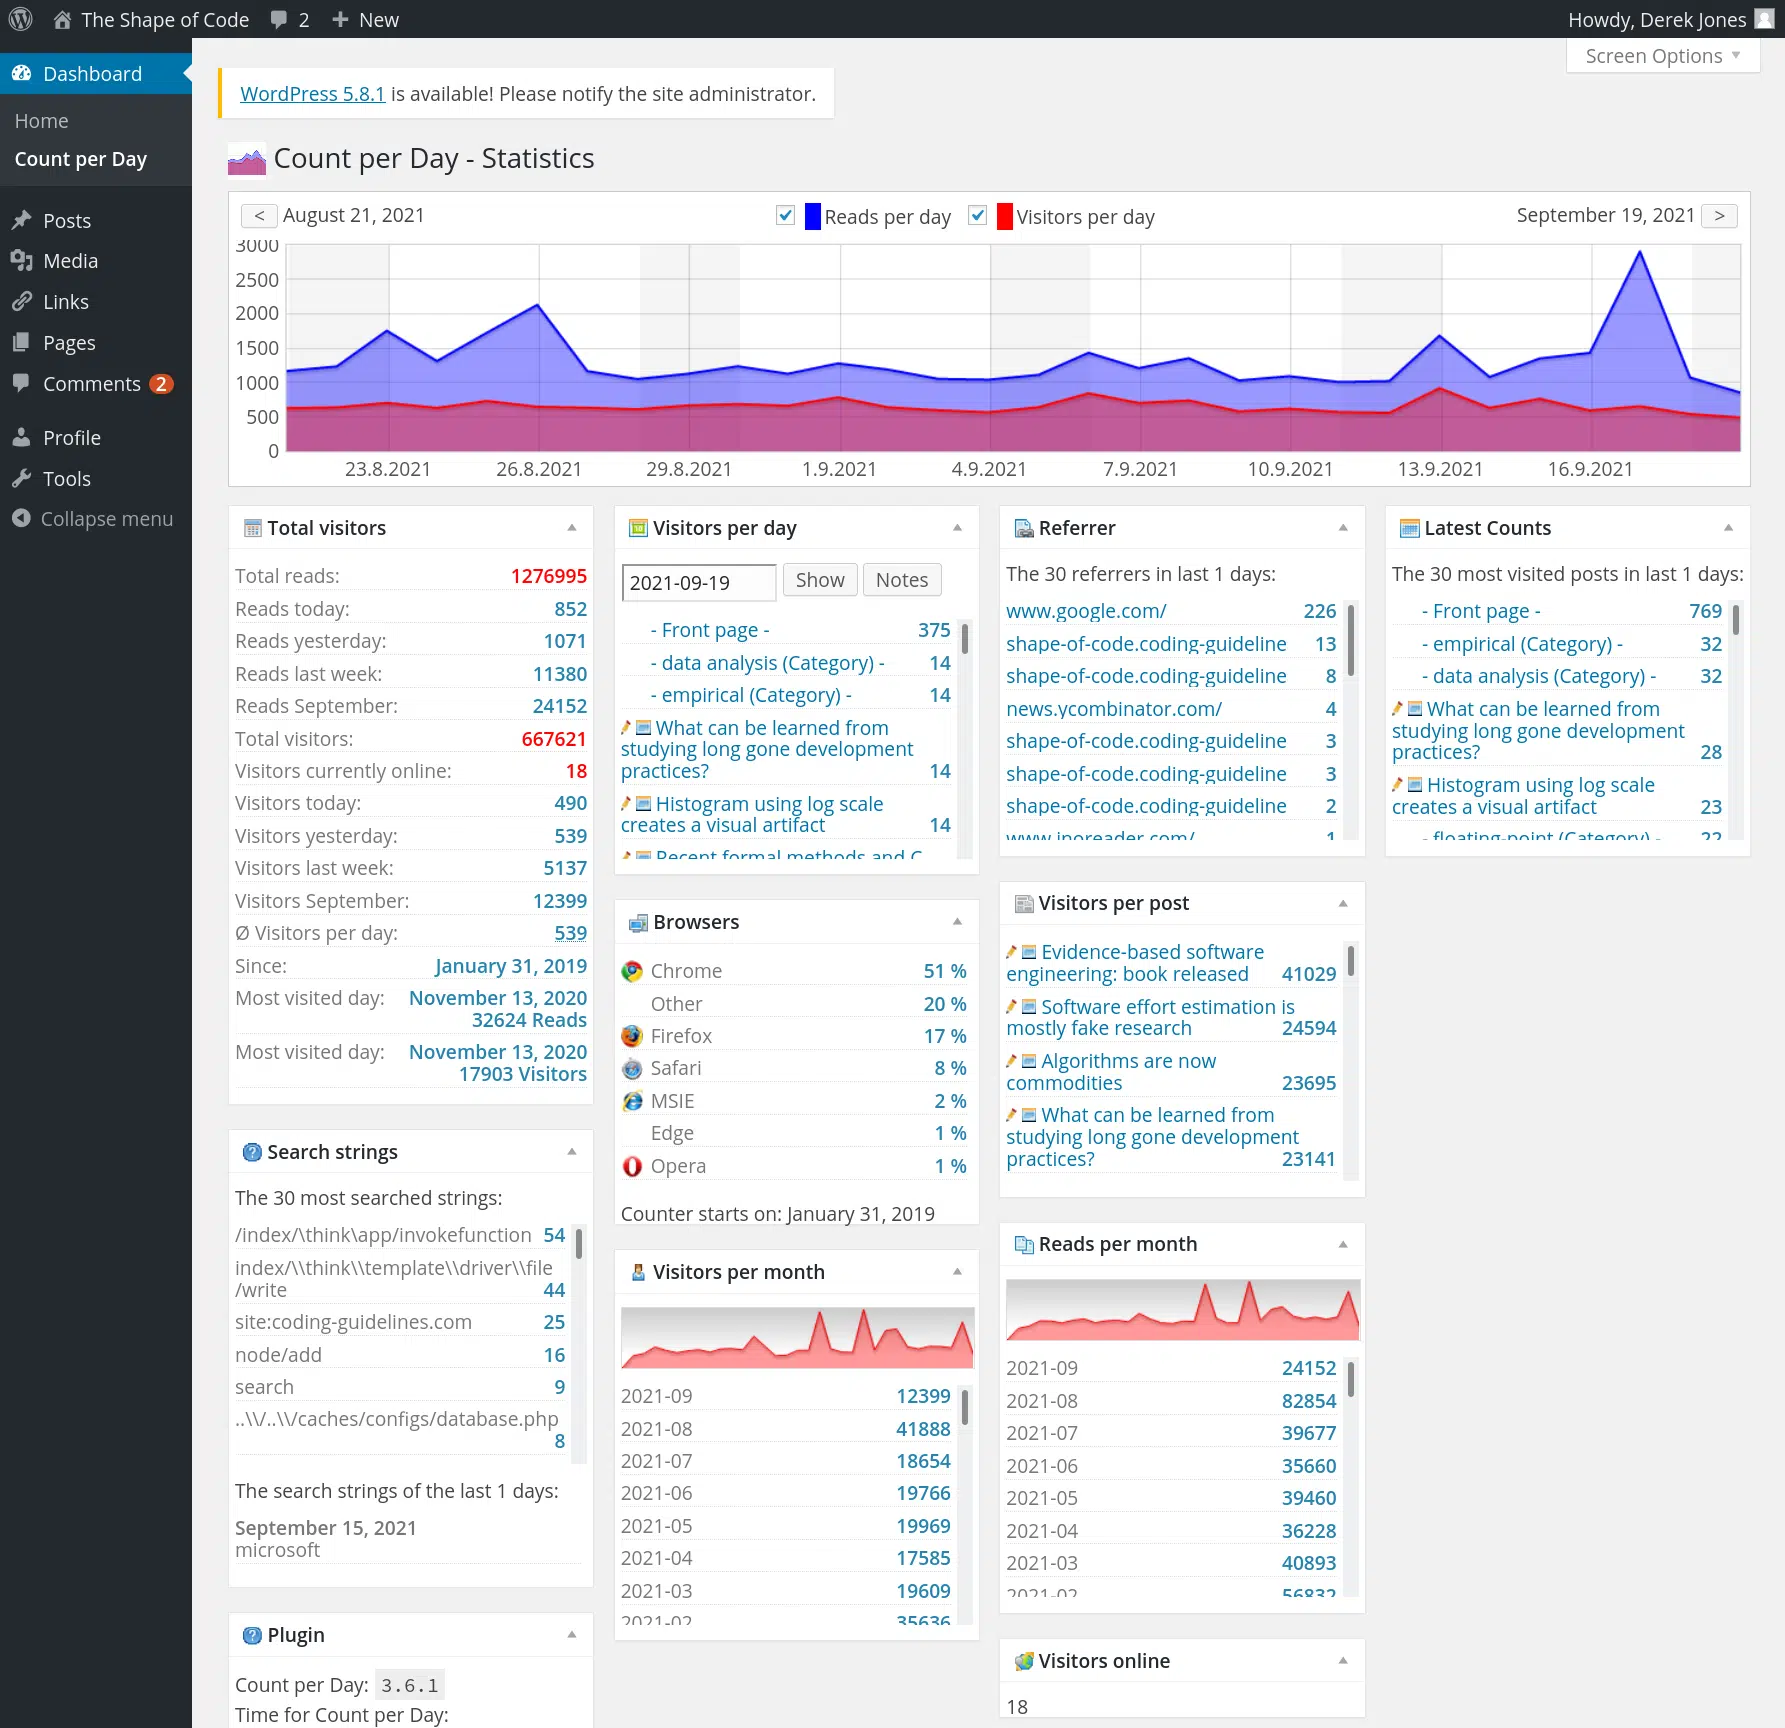 The Shape of Code 2 New
Howdy, Derek Jones
Dashboard
Home
Count per Day
Posts
Media
Links
Pages
Comments 2
Profile
Tools
Collapse menu
Screen Options
WordPress 5.8.1 is available! Please notify the site administrator.
Count per Day - Statistics
< August 21, 2021
Reads per day Visitors per day
September 19, 2021 >
3000
2500
2000
1500
1000
500
0
23.8.2021 26.8.2021 29.8.2021 1.9.2021 4.9.2021 7.9.2021 10.9.2021 13.9.2021 16.9.2021
Total visitors
Total reads: 1276995
Reads today: 852
Reads yesterday: 1071
Reads last week: 11380
Reads September: 24152
Total visitors: 667621
Visitors currently online: 18
Visitors today: 490
Visitors yesterday: 539
Visitors last week: 5137
Visitors September: 12399
Ø Visitors per day: 539
Since: January 31, 2019
Most visited day: November 13, 2020
32624 Reads
Most visited day: November 13, 2020
17903 Visitors
Search strings
The 30 most searched strings:
/index/\think\app/invokefunction 54
index/\\think\\template\\driver\\file
/write 44
site:coding-guidelines.com 25
node/add 16
search 9
..\\/..\\/caches/configs/database.php
8
The search strings of the last 1 days:
September 15, 2021
microsoft
Plugin
Count per Day: 3.6.1
Time for Count per Day:
Visitors per day
2021-09-19 Show Notes
- Front page - 375
- data analysis (Category) - 14
- empirical (Category) - 14
What can be learned from
studying long gone development
practices? 14
Histogram using log scale
creates a visual artifact 14
Recent formal methods and C
Browsers
Chrome 51 %
Other 20 %
Firefox 17 %
Safari 8 %
MSIE 2 %
Edge 1 %
Opera 1 %
Counter starts on: January 31, 2019
Visitors per month
2021-09 12399
2021-08 41888
2021-07 18654
2021-06 19766
2021-05 19969
2021-04 17585
2021-03 19609
2021-02 35636
Referrer
The 30 referrers in last 1 days:
www.google.com/ 226
shape-of-code.coding-guideline 13
shape-of-code.coding-guideline 8
news.ycombinator.com/ 4
shape-of-code.coding-guideline 3
shape-of-code.coding-guideline 3
shape-of-code.coding-guideline 2
www.inoreader.com/ 1
Visitors per post
Evidence-based software
engineering: book released 41029
Software effort estimation is
mostly fake research 24594
Algorithms are now
commodities 23695
What can be learned from
studying long gone development
practices? 23141
Reads per month
2021-09 24152
2021-08 82854
2021-07 39677
2021-06 35660
2021-05 39460
2021-04 36228
2021-03 40893
2021-02 56832
Visitors online
18
Latest Counts
The 30 most visited posts in last 1 days:
- Front page - 769
- empirical (Category) - 32
- data analysis (Category) - 32
What can be learned from
studying long gone development
practices? 28
Histogram using log scale
creates a visual artifact 23
- floating-point (Category) - 22